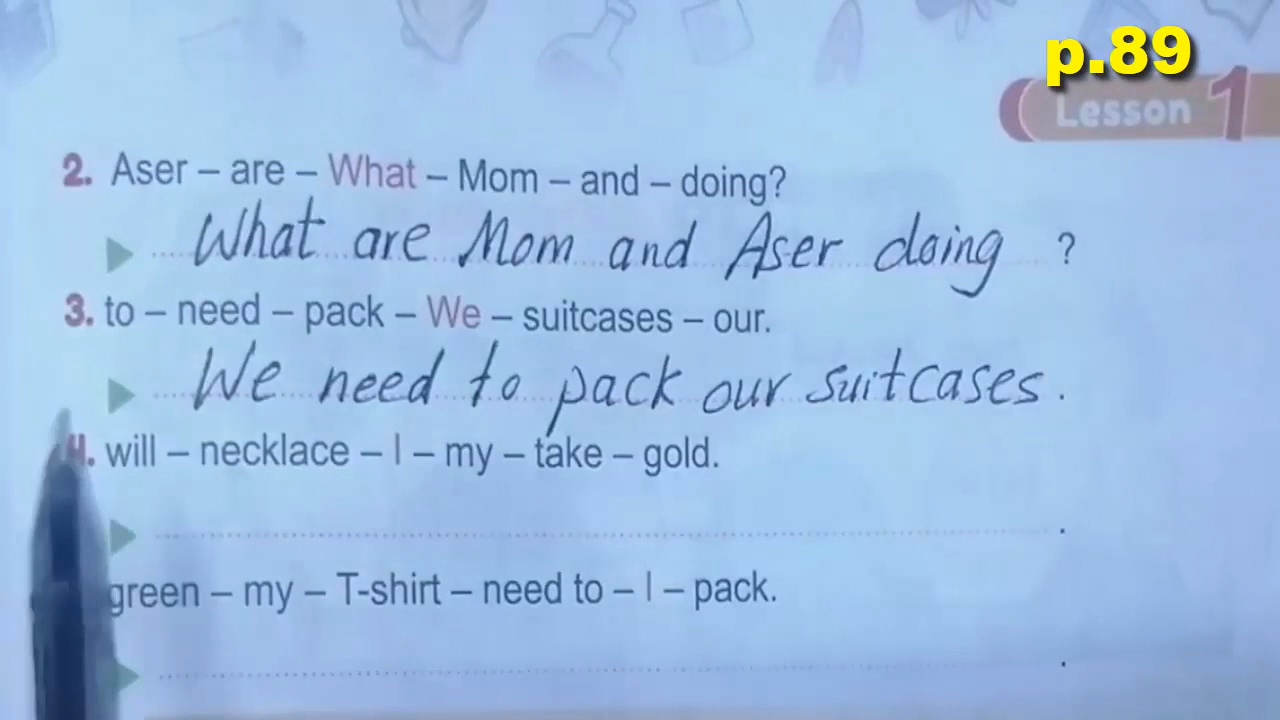 p.89
Lesson 1
2. Aser – are – What – Mom – and – doing?
What are Mom and Aser doing ?
3. to – need – pack – We – suitcases – our.
We need to pack our suitcases.
4. will – necklace – I – my – take – gold.
.
green – my – T-shirt – need to – I – pack.
.